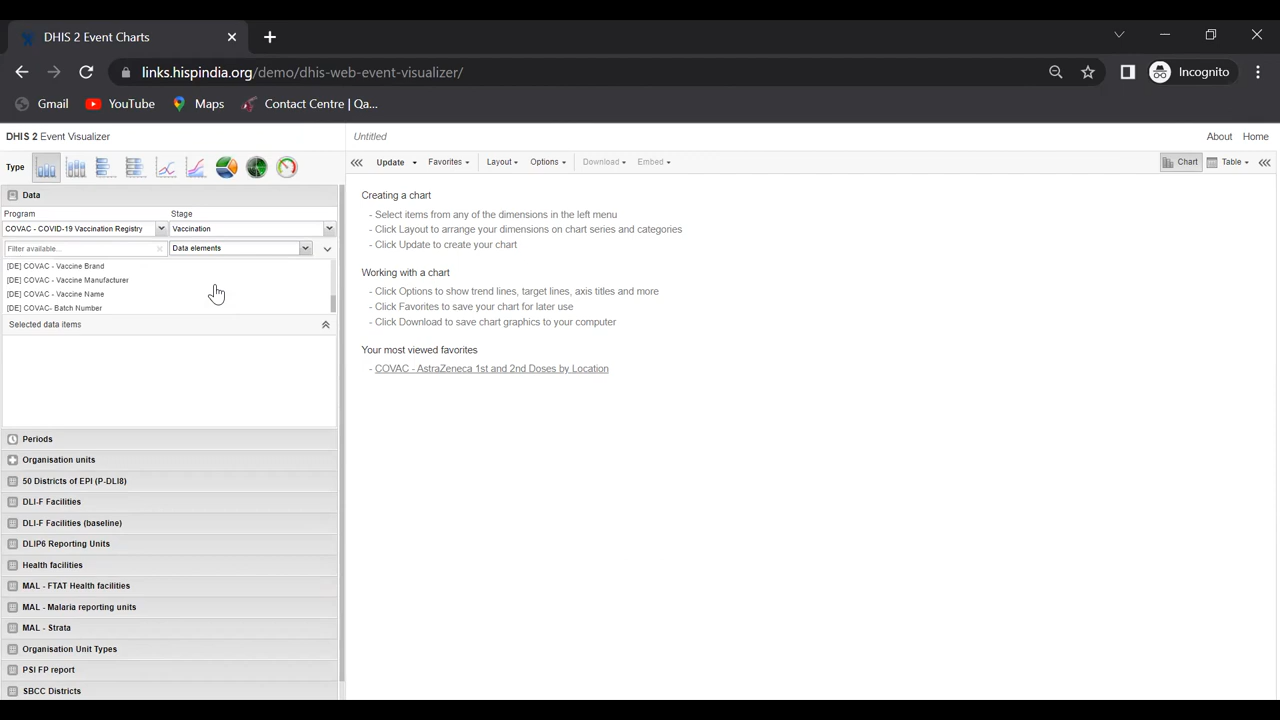 DHIS 2 Event Charts
links.hispindia.org/demo/dhis-web-event-visualizer/
Incognito
Gmail
YouTube
Maps
Contact Centre | Qa...
DHIS 2 Event Visualizer
Untitled
About
Home
Type
Update
Favorites
Layout
Options
Download
Embed
Chart
Table
Data
Program
Stage
COVAC - COVID-19 Vaccination Registry
Vaccination
Filter available...
Data elements
[DE] COVAC - Vaccine Brand
[DE] COVAC - Vaccine Manufacturer
[DE] COVAC - Vaccine Name
[DE] COVAC- Batch Number
Selected data items
Periods
Organisation units
50 Districts of EPI (P-DLI8)
DLI-F Facilities
DLI-F Facilities (baseline)
DLIP6 Reporting Units
Health facilities
MAL - FTAT Health facilities
MAL - Malaria reporting units
MAL - Strata
Organisation Unit Types
PSI FP report
SBCC Districts
Creating a chart
- Select items from any of the dimensions in the left menu
- Click Layout to arrange your dimensions on chart series and categories
- Click Update to create your chart
Working with a chart
- Click Options to show trend lines, target lines, axis titles and more
- Click Favorites to save your chart for later use
- Click Download to save chart graphics to your computer
Your most viewed favorites
- COVAC - AstraZeneca 1st and 2nd Doses by Location